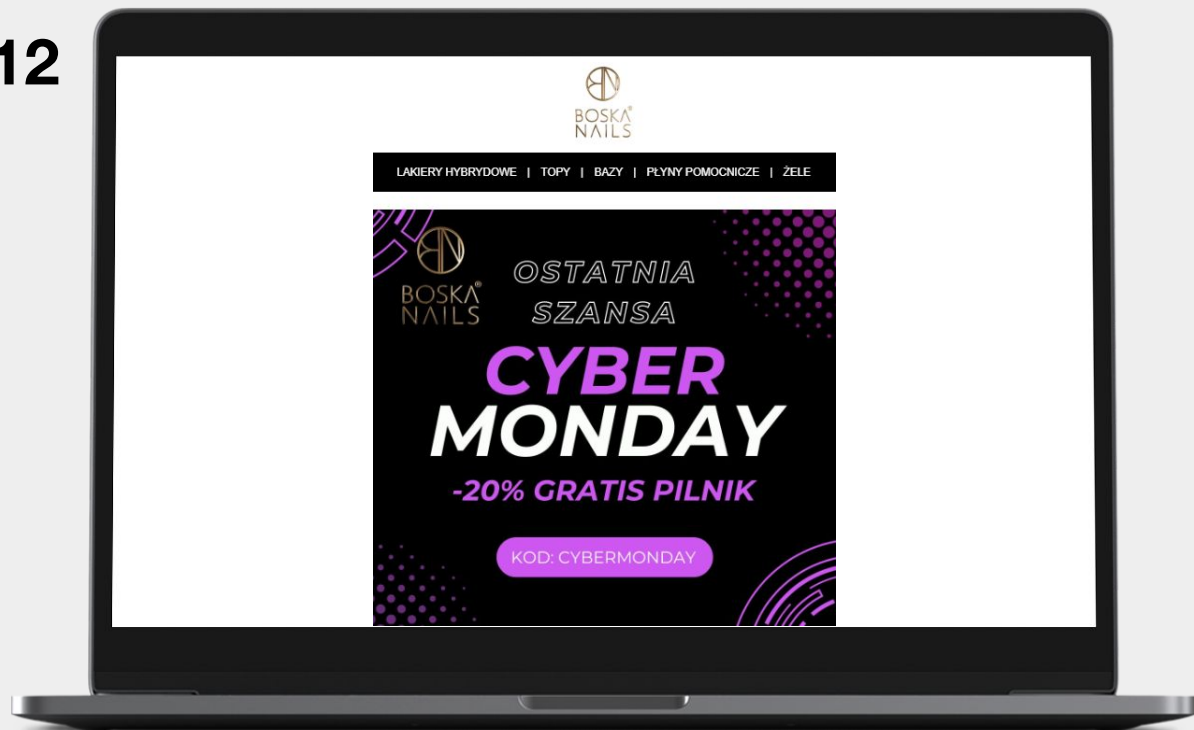 12
BOSKA®
NAILS
LAKIERY HYBRYDOWE | TOPY | BAZY | PŁYNY POMOCNICZE | ŻELE
BOSKA®
NAILS
OSTATNIA
SZANSA
CYBER
MONDAY
-20% GRATIS PILNIK
KOD: CYBERMONDAY